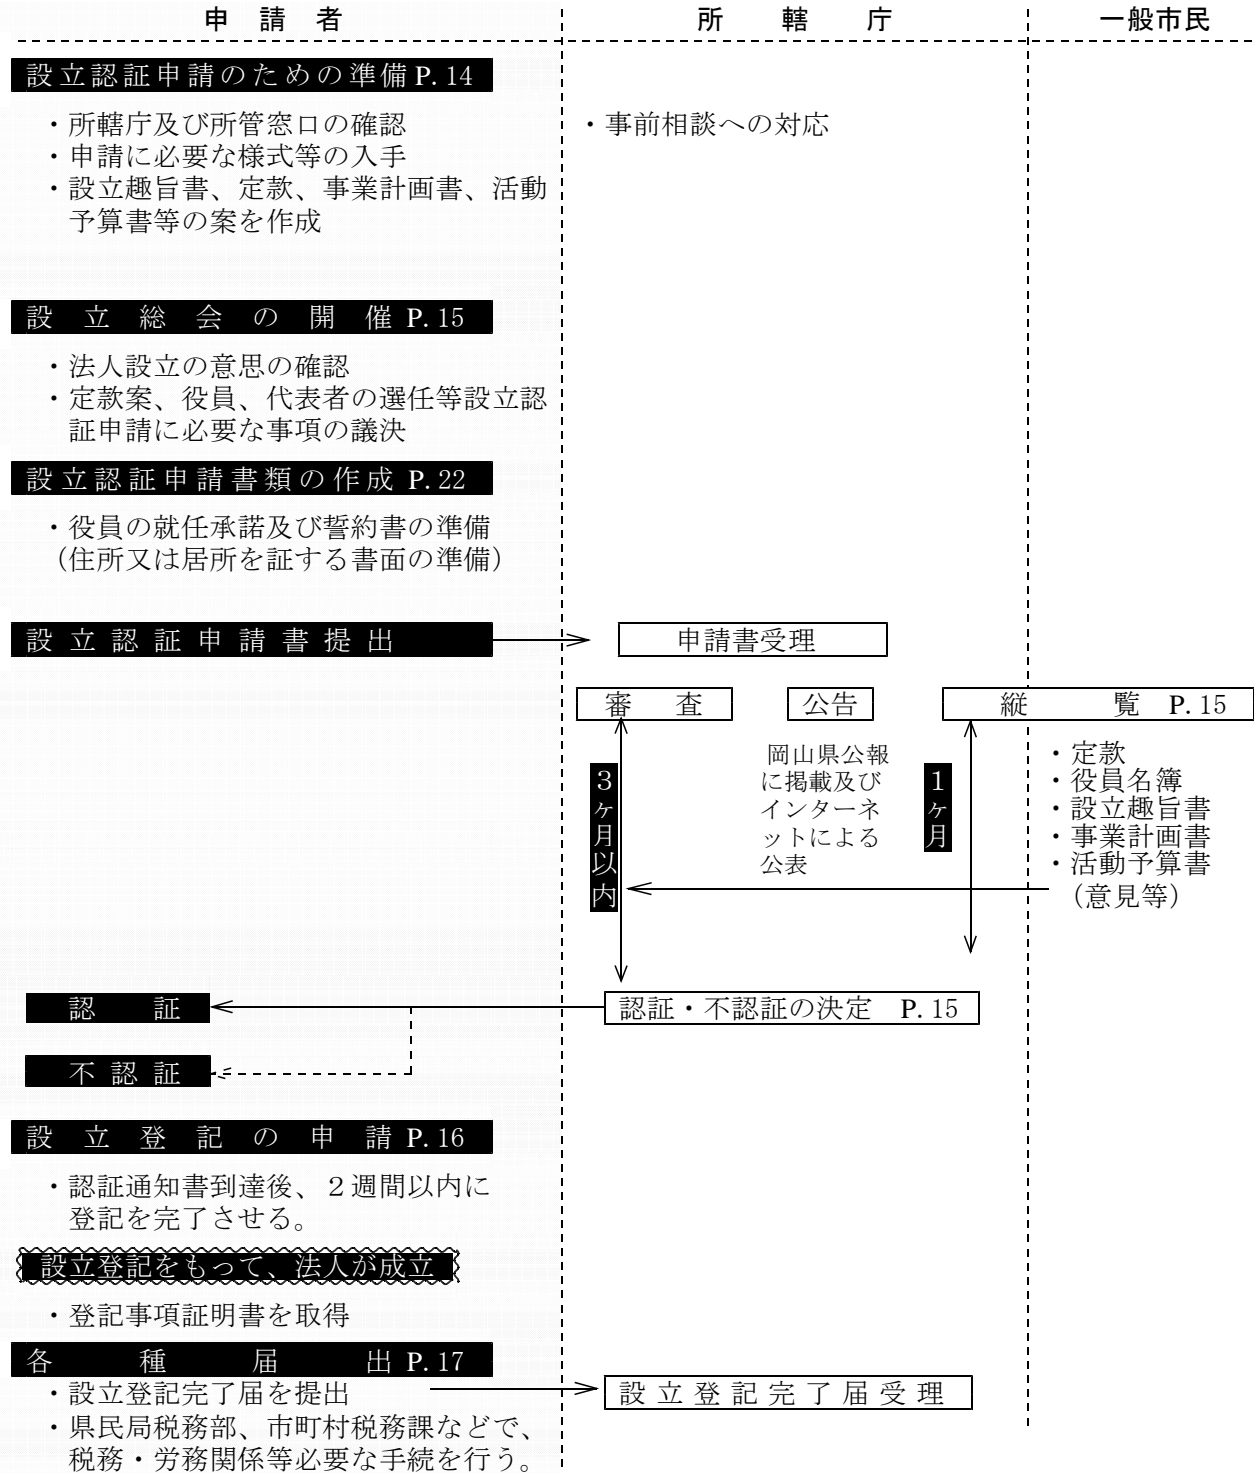 申請者
所轄庁
一般市民
設立認証申請のための準備 P.14
・所轄庁及び所管窓口の確認
・申請に必要な様式等の入手
・設立趣旨書、定款、事業計画書、活動
予算書等の案を作成
・事前相談への対応
設立総会の開催 P.15
・法人設立の意思の確認
・定款案、役員、代表者の選任等設立認
証申請に必要な事項の議決
設立認証申請書類の作成 P.22
・役員の就任承諾及び誓約書の準備
（住所又は居所を証する書面の準備）
設立認証申請書提出
申請書受理
審査
公告
縦覧 P.15
3ヶ月以内
岡山県公報
に掲載及び
インターネ
ットによる
公表
1ヶ月
・定款
・役員名簿
・設立趣旨書
・事業計画書
・活動予算書
（意見等）
認証
認証・不認証の決定 P.15
不認証
設立登記の申請 P.16
・認証通知書到達後、２週間以内に
登記を完了させる。
設立登記をもって、法人が成立
・登記事項証明書を取得
各種届出 P.17
・設立登記完了届を提出
設立登記完了届受理
・県民局税務部、市町村税務課などで、
税務・労務関係等必要な手続を行う。